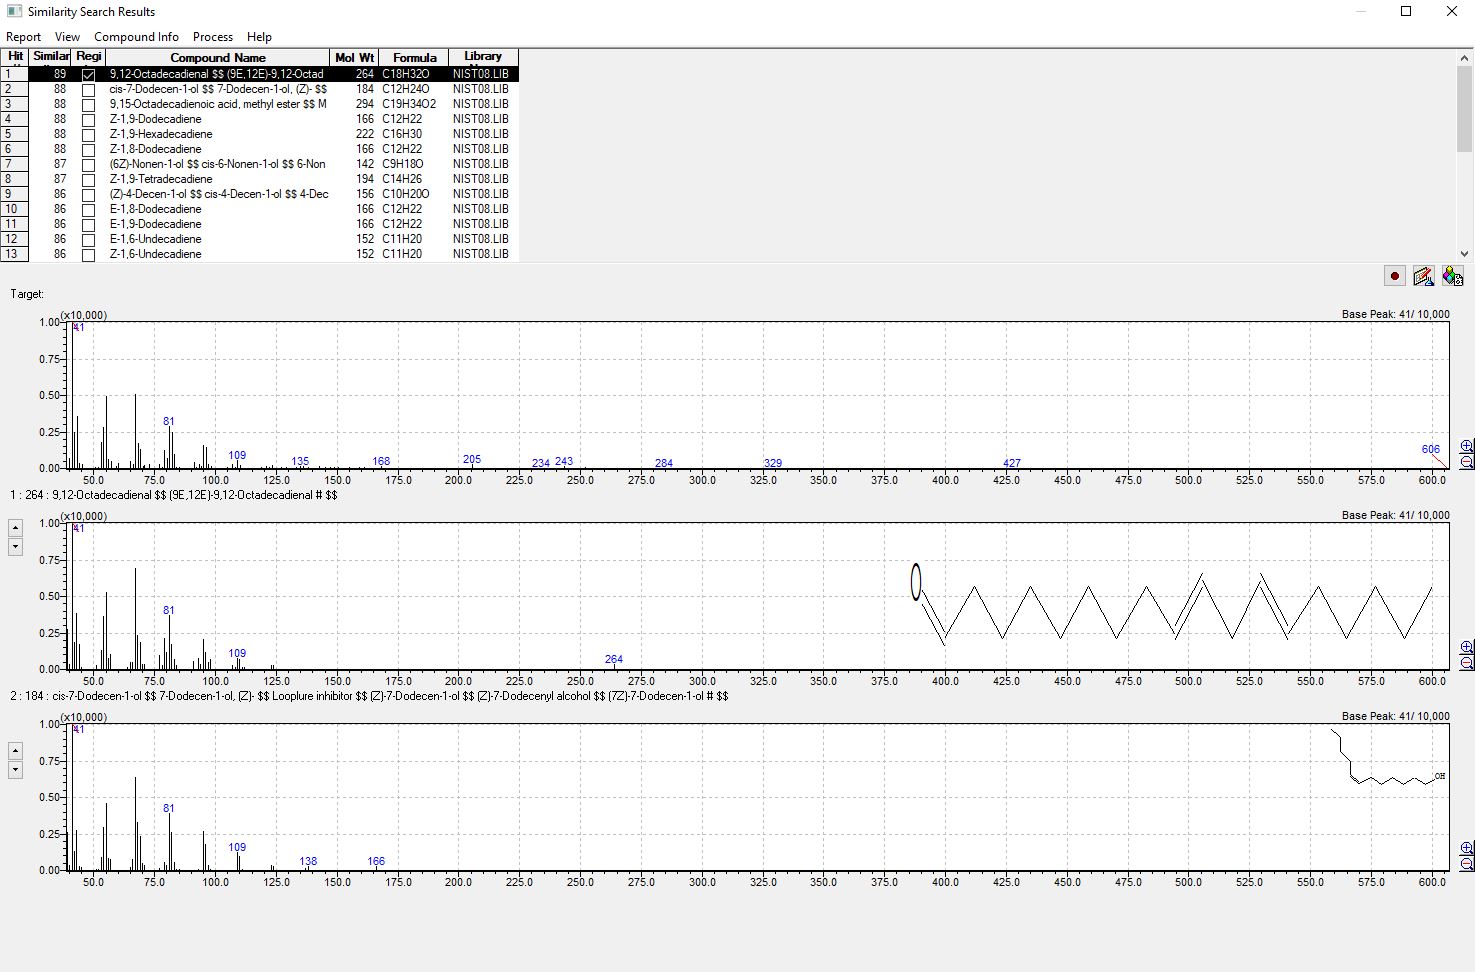 Similarity Search Results
Report View Compound Info Process Help
Hit Similar Regi Compound Name Mol Wt Formula Library
1 89 9,12-Octadecadienal $$ (9E,12E)-9,12-Octad 264 C18H32O NIST08.LIB
2 88 cis-7-Dodecen-1-ol $$ 7-Dodecen-1-ol, (Z)- $$ 184 C12H24O NIST08.LIB
3 88 9,15-Octadecadienoic acid, methyl ester $$ M 294 C19H34O2 NIST08.LIB
4 88 Z-1,9-Dodecadiene 166 C12H22 NIST08.LIB
5 88 Z-1,9-Hexadecadiene 222 C16H30 NIST08.LIB
6 88 Z-1,8-Dodecadiene 166 C12H22 NIST08.LIB
7 87 (6Z)-Nonen-1-ol $$ cis-6-Nonen-1-ol $$ 6-Non 142 C9H18O NIST08.LIB
8 87 Z-1,9-Tetradecadiene 194 C14H26 NIST08.LIB
9 86 (Z)-4-Decen-1-ol $$ cis-4-Decen-1-ol $$ 4-Dec 156 C10H20O NIST08.LIB
10 86 E-1,8-Dodecadiene 166 C12H22 NIST08.LIB
11 86 E-1,9-Dodecadiene 166 C12H22 NIST08.LIB
12 86 E-1,6-Undecadiene 152 C11H20 NIST08.LIB
13 86 Z-1,6-Undecadiene 152 C11H20 NIST08.LIB
Target:
(x10,000) Base Peak: 41/ 10,000
1.00 41
0.75
0.50
81
0.25
109 135 168 205 234 243 284 329 427 606
0.00
50.0 75.0 100.0 125.0 150.0 175.0 200.0 225.0 250.0 275.0 300.0 325.0 350.0 375.0 400.0 425.0 450.0 475.0 500.0 525.0 550.0 575.0 600.0
1 : 264 : 9,12-Octadecadienal $$ (9E,12E)-9,12-Octadecadienal # $$
(x10,000) Base Peak: 41/ 10,000
1.00 41
0.75
O
0.50
81
0.25
109 264
0.00
50.0 75.0 100.0 125.0 150.0 175.0 200.0 225.0 250.0 275.0 300.0 325.0 350.0 375.0 400.0 425.0 450.0 475.0 500.0 525.0 550.0 575.0 600.0
2 : 184 : cis-7-Dodecen-1-ol $$ 7-Dodecen-1-ol, (Z)- $$ Looplure inhibitor $$ (Z)-7-Dodecen-1-ol $$ (Z)-7-Dodecenyl alcohol $$ (7Z)-7-Dodecen-1-ol # $$
(x10,000) Base Peak: 41/ 10,000
1.00 41
0.75
OH
0.50
81
0.25
109 138 166
0.00
50.0 75.0 100.0 125.0 150.0 175.0 200.0 225.0 250.0 275.0 300.0 325.0 350.0 375.0 400.0 425.0 450.0 475.0 500.0 525.0 550.0 575.0 600.0